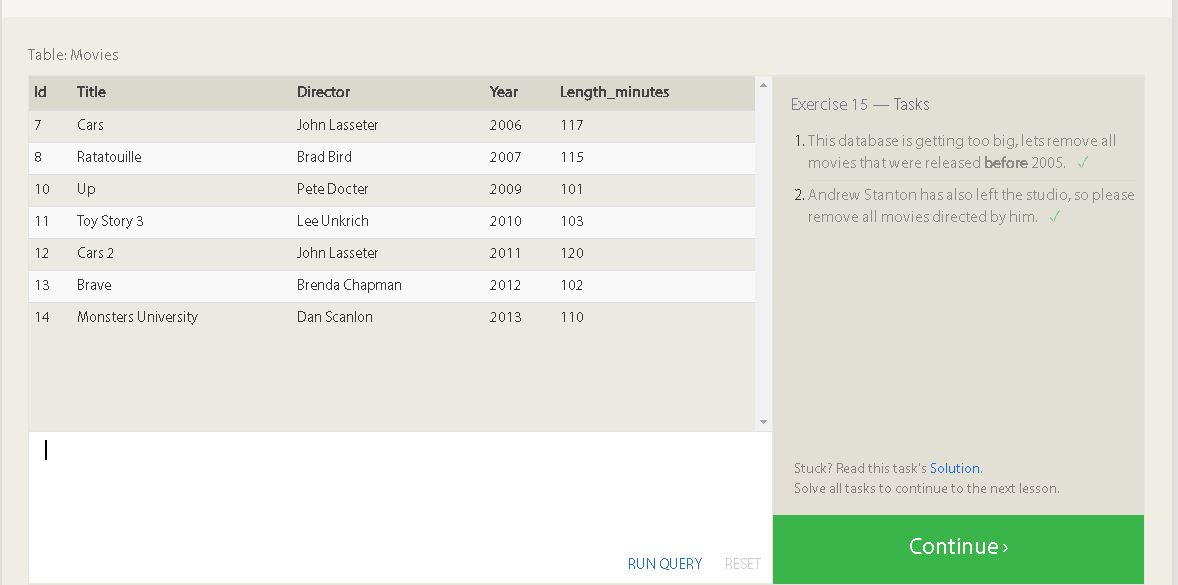 Table: Movies
Id Title Director Year Length_minutes
7 Cars John Lasseter 2006 117
8 Ratatouille Brad Bird 2007 115
10 Up Pete Docter 2009 101
11 Toy Story 3 Lee Unkrich 2010 103
12 Cars 2 John Lasseter 2011 120
13 Brave Brenda Chapman 2012 102
14 Monsters University Dan Scanlon 2013 110
RUN QUERY RESET
Exercise 15 — Tasks
1. This database is getting too big, lets remove all
movies that were released before 2005. ✓
2. Andrew Stanton has also left the studio, so please
remove all movies directed by him. ✓
Stuck? Read this task's Solution.
Solve all tasks to continue to the next lesson.
Continue ›